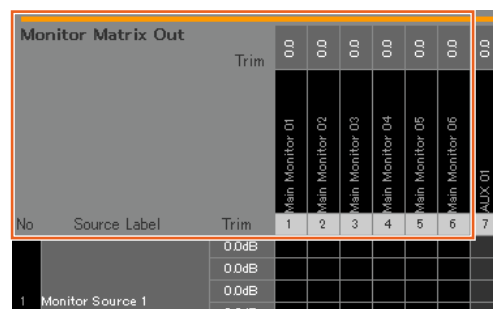 Monitor Matrix Out
Trim 0.0 0.0 0.0 0.0 0.0 0.0 0.0
Main Monitor 01
Main Monitor 02
Main Monitor 03
Main Monitor 04
Main Monitor 05
Main Monitor 06
AUX 01
No Source Label Trim 1 2 3 4 5 6 7
0.0dB
0.0dB
1 Monitor Source 1 0.0dB